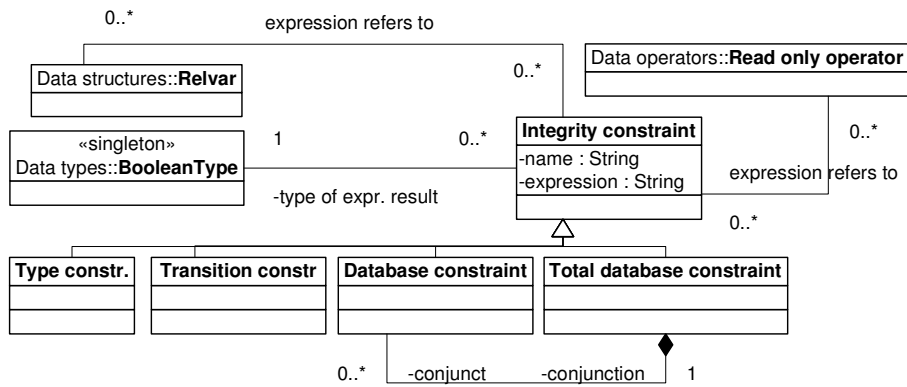 0..*
expression refers to
0..*
Data structures::Relvar
Data operators::Read only operator
0..*
expression refers to
0..*
«singleton»
Data types::BooleanType
1
0..*
-type of expr. result
Integrity constraint
-name : String
-expression : String
Type constr.
Transition constr
Database constraint
Total database constraint
0..*
-conjunct
-conjunction
1